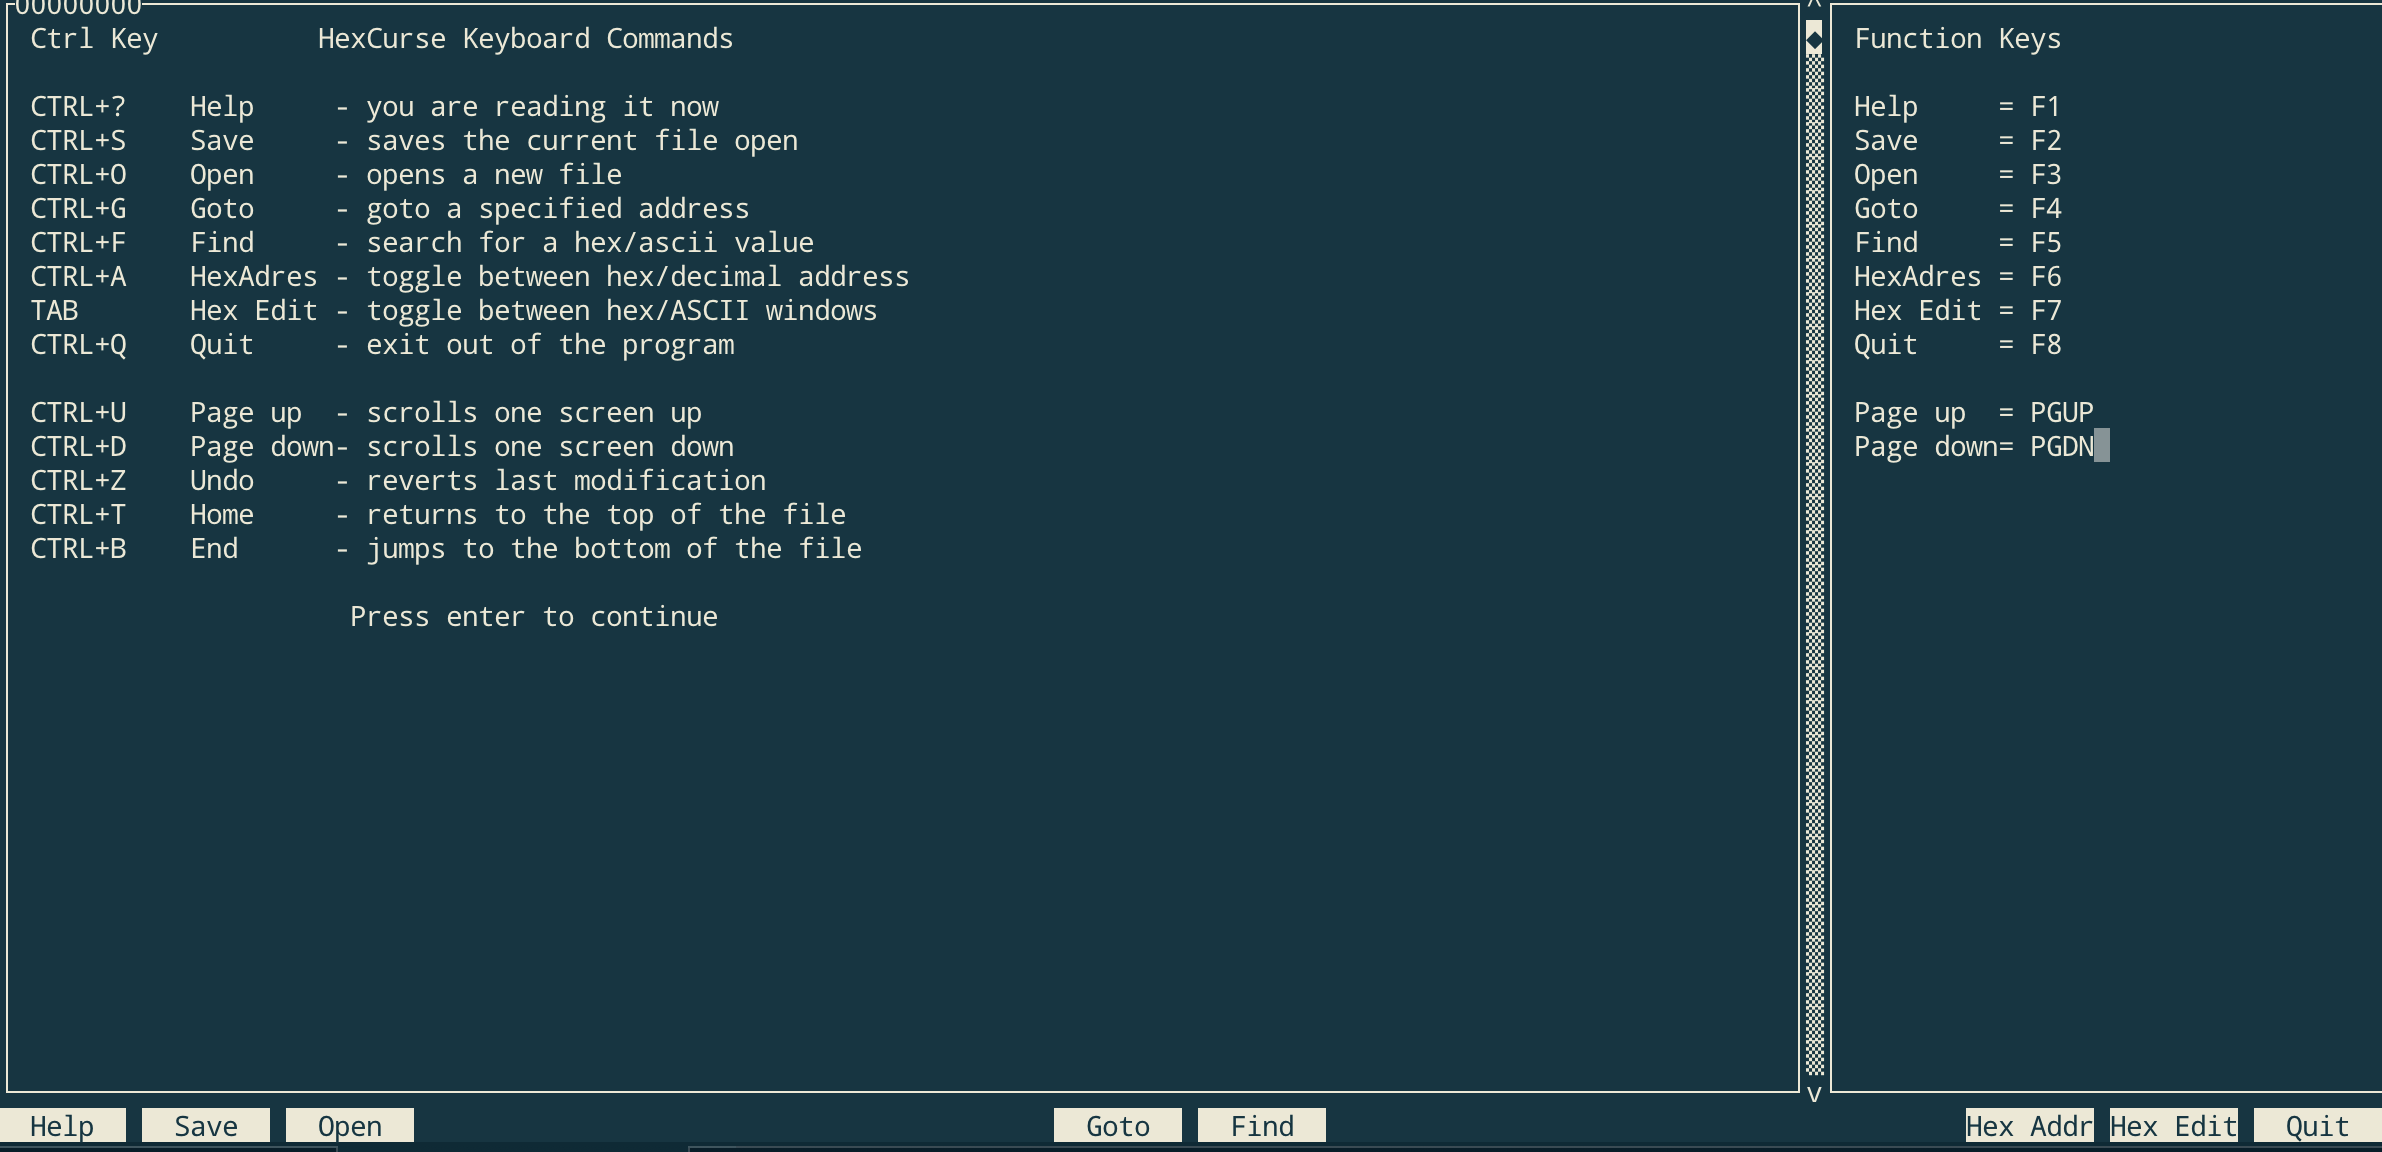 00000000
Ctrl Key          HexCurse Keyboard Commands
CTRL+?    Help     - you are reading it now
CTRL+S    Save     - saves the current file open
CTRL+O    Open     - opens a new file
CTRL+G    Goto     - goto a specified address
CTRL+F    Find     - search for a hex/ascii value
CTRL+A    HexAdres - toggle between hex/decimal address
TAB       Hex Edit - toggle between hex/ASCII windows
CTRL+Q    Quit     - exit out of the program
CTRL+U    Page up  - scrolls one screen up
CTRL+D    Page down- scrolls one screen down
CTRL+Z    Undo     - reverts last modification
CTRL+T    Home     - returns to the top of the file
CTRL+B    End      - jumps to the bottom of the file
Press enter to continue
^
v
Function Keys
Help     = F1
Save     = F2
Open     = F3
Goto     = F4
Find     = F5
HexAdres = F6
Hex Edit = F7
Quit     = F8
Page up  = PGUP
Page down= PGDN
Help Save Open Goto Find Hex Addr Hex Edit Quit